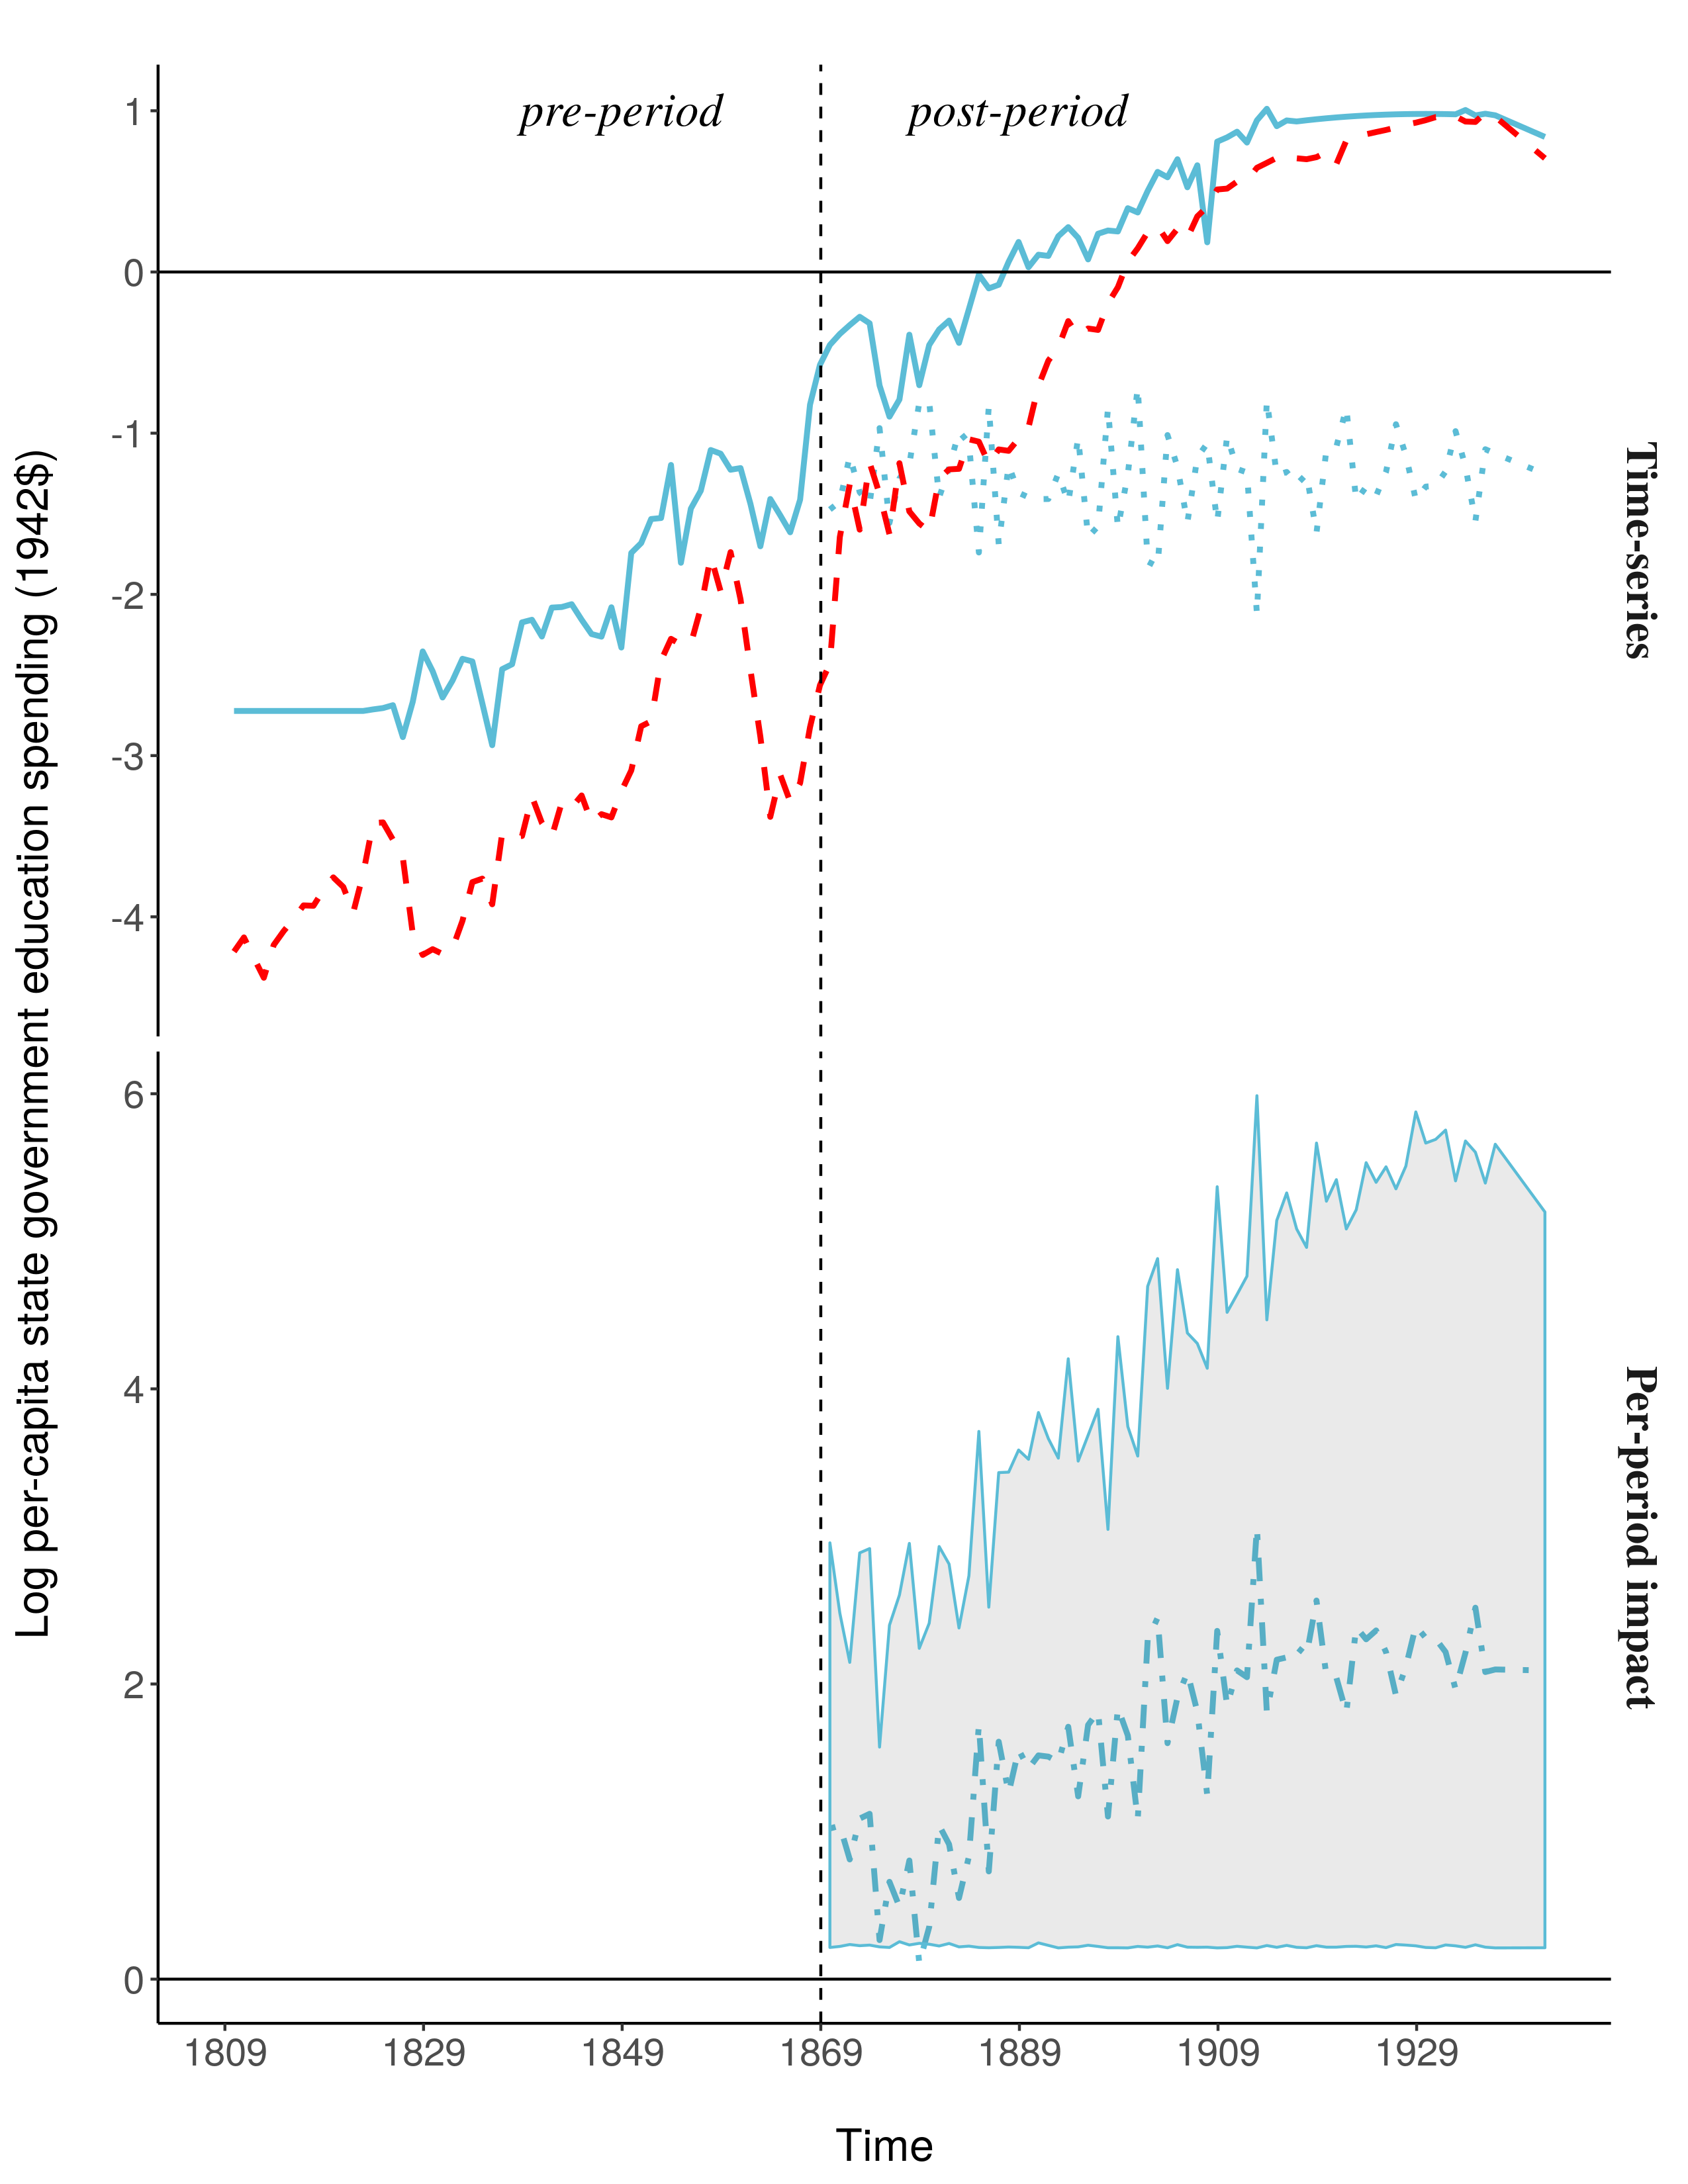 pre-period
post-period
1
0
-1
-2
-3
-4
Time-series
Log per-capita state government education spending (1942$)
6
4
2
0
Per-period impact
1809
1829
1849
1869
1889
1909
1929
Time